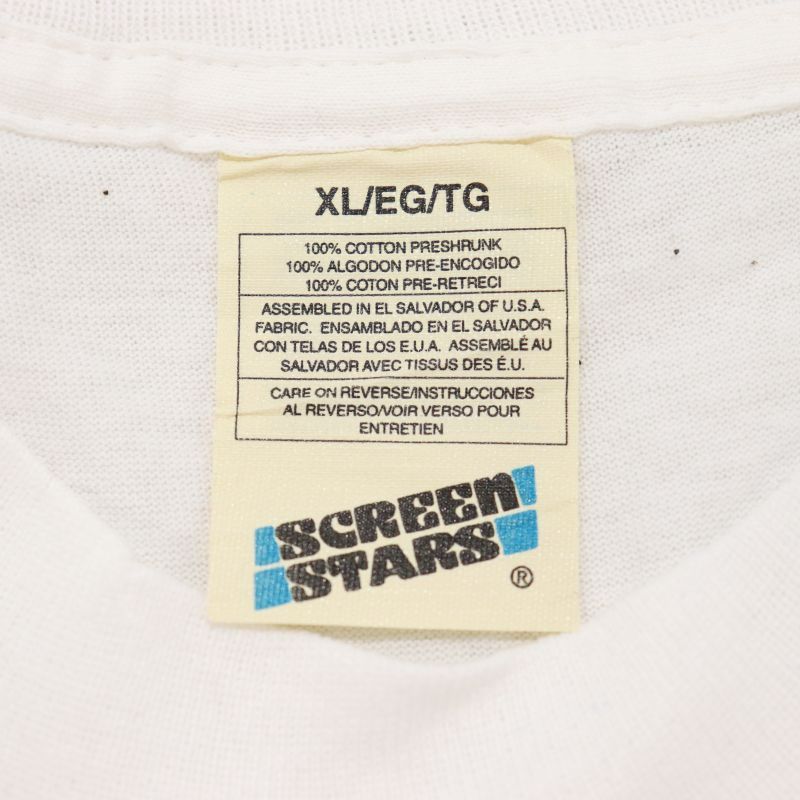 XL/EG/TG
100% COTTON PRESHRUNK
100% ALGODON PRE-ENCOGIDO
100% COTON PRE-RETRECI
ASSEMBLED IN EL SALVADOR OF U.S.A.
FABRIC. ENSAMBLADO EN EL SALVADOR
CON TELAS DE LOS E.U.A. ASSEMBLÉ AU
SALVADOR AVEC TISSUS DES É.U.
CARE ON REVERSE/INSTRUCCIONES
AL REVERSO/VOIR VERSO POUR
ENTRETIEN
SCREEN
STARS
®